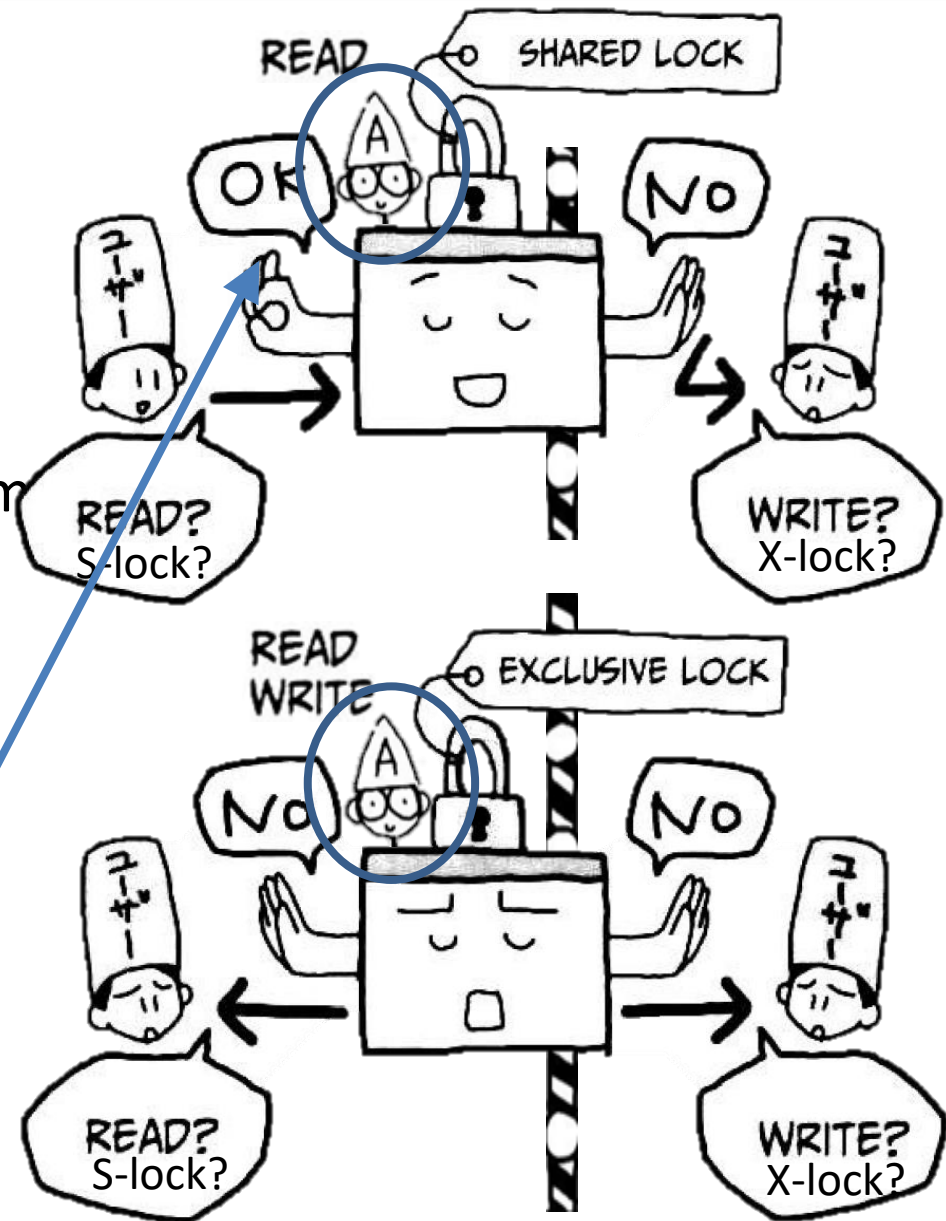 READ
SHARED LOCK
A
OK
NO
ユーザー
ユーザー
m
READ?
S-lock?
WRITE?
X-lock?
READ
WRITE
EXCLUSIVE LOCK
A
NO
NO
ユーザー
ユーザー
READ?
S-lock?
WRITE?
X-lock?